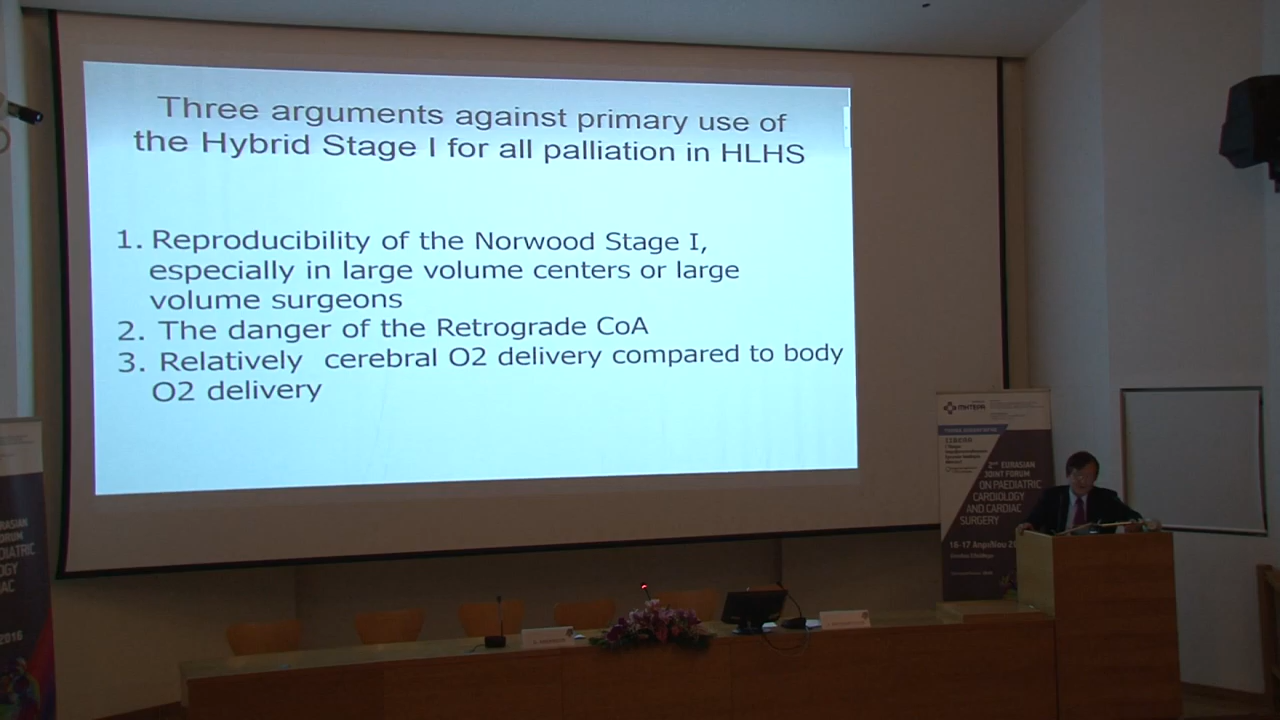 Three arguments against primary use of
the Hybrid Stage I for all palliation in HLHS
1. Reproducibility of the Norwood Stage I,
especially in large volume centers or large
volume surgeons
2. The danger of the Retrograde CoA
3. Relatively cerebral O2 delivery compared to body
O2 delivery
2ND EURASIAN
JOINT FORUM
ON PAEDIATRIC
CARDIOLOGY
AND CARDIAC
SURGERY
16-17 Απριλίου
2016